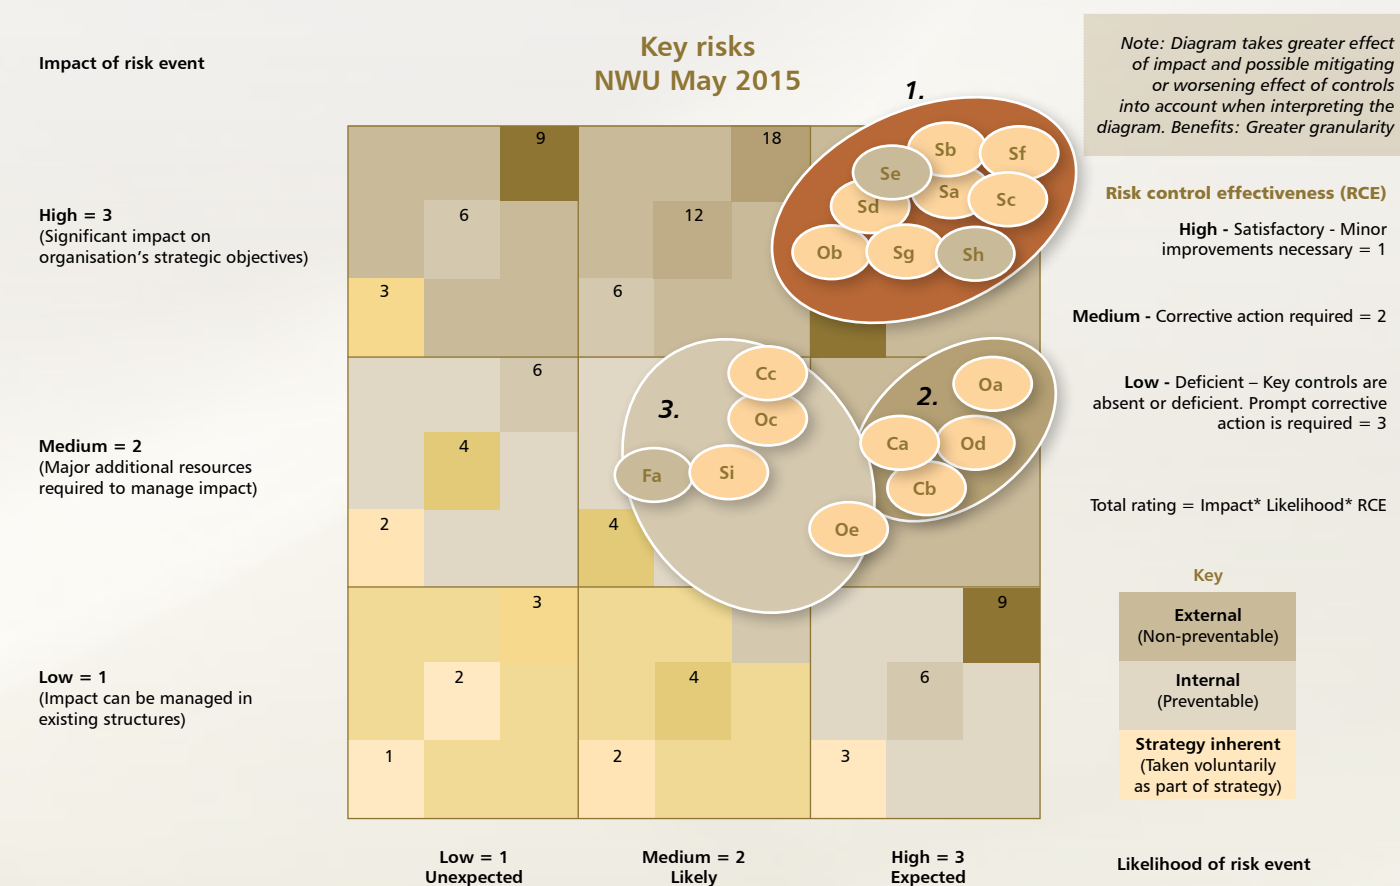 Key risks
NWU May 2015
Impact of risk event
Note: Diagram takes greater effect
of impact and possible mitigating
or worsening effect of controls
into account when interpreting the
diagram. Benefits: Greater granularity
1.
9
18
Sb
Sf
Se
Sa
Sc
Sd
Ob
Sg
Sh
High = 3
(Significant impact on
organisation’s strategic objectives)
6
12
3
6
Risk control effectiveness (RCE)
High - Satisfactory - Minor
improvements necessary = 1
Medium - Corrective action required = 2
Low - Deficient – Key controls are
absent or deficient. Prompt corrective
action is required = 3
Total rating = Impact* Likelihood* RCE
Medium = 2
(Major additional resources
required to manage impact)
6
4
2
4
3.
Cc
Oc
Fa
Si
Oe
2.
Oa
Ca
Od
Cb
Low = 1
(Impact can be managed in
existing structures)
3
2
1
4
2
9
6
3
Key
External
(Non-preventable)
Internal
(Preventable)
Strategy inherent
(Taken voluntarily
as part of strategy)
Low = 1
Unexpected
Medium = 2
Likely
High = 3
Expected
Likelihood of risk event